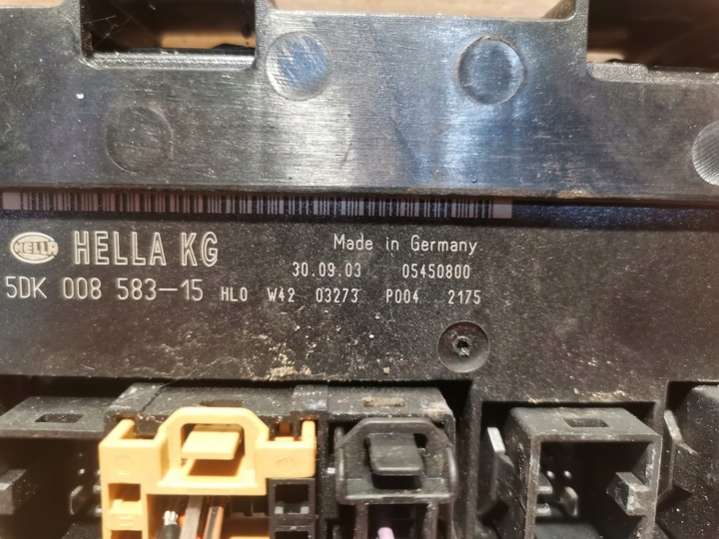 HELLA HELLA KG Made in Germany
30.09.03 05450800
5DK 008 583-15 HLO W42 03273 P004 2175